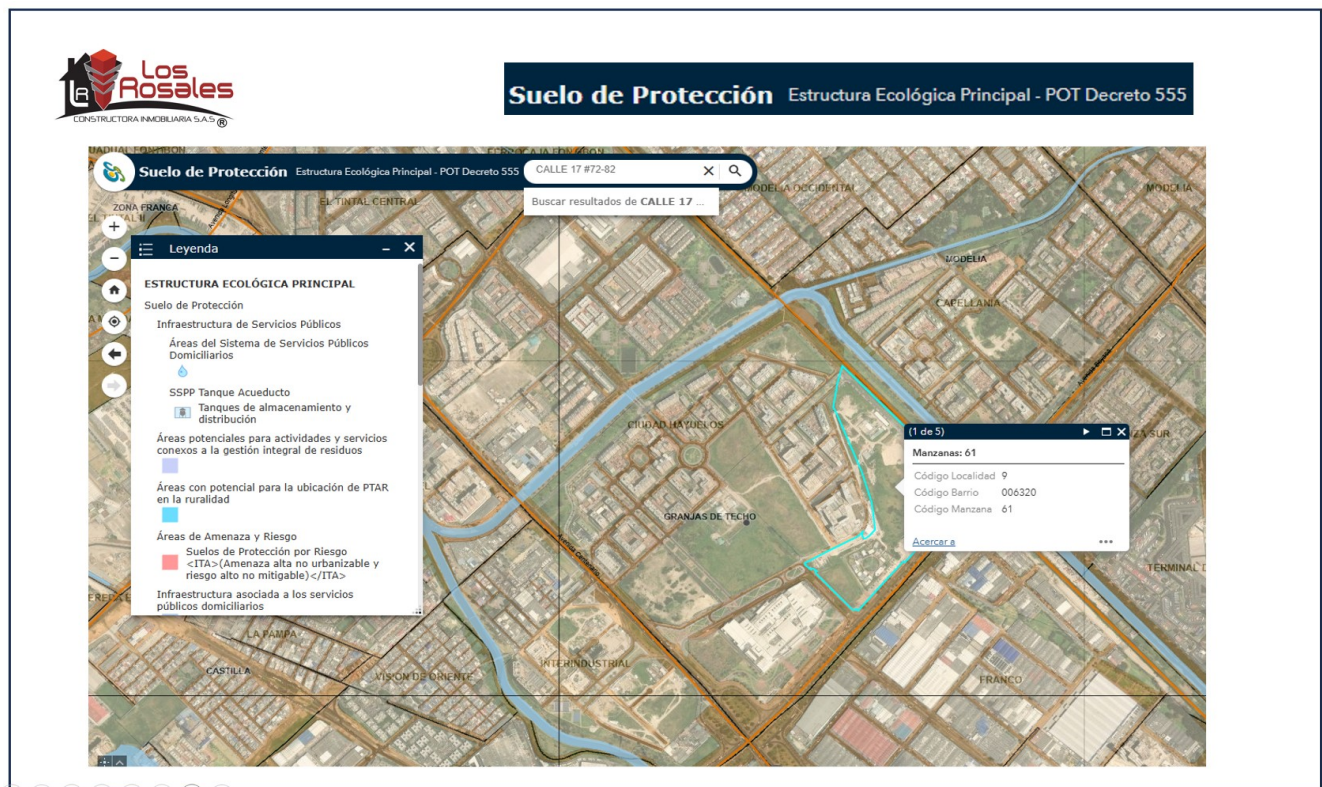 Los
Rosales
LR
CONSTRUCTORA INMOBILIARIA S.A.S ®
Suelo de Protección Estructura Ecológica Principal - POT Decreto 555
Suelo de Protección Estructura Ecológica Principal - POT Decreto 555
CALLE 17 #72-82
Buscar resultados de CALLE 17 ...
EL TINTAL CENTRAL
MODELIA OCCIDENTAL
MODELIA
ZONA FRANCA
Leyenda
ESTRUCTURA ECOLÓGICA PRINCIPAL
Suelo de Protección
Infraestructura de Servicios Públicos
Áreas del Sistema de Servicios Públicos
Domiciliarios
SSPP Tanque Acueducto
Tanques de almacenamiento y
distribución
Áreas potenciales para actividades y servicios
conexos a la gestión integral de residuos
Áreas con potencial para la ubicación de PTAR
en la ruralidad
Áreas de Amenaza y Riesgo
Suelos de Protección por Riesgo
<ITA>(Amenaza alta no urbanizable y
riesgo alto no mitigable)</ITA>
Infraestructura asociada a los servicios
públicos domiciliarios
MODELIA
CAPELLANIA
CIUDAD HAYUELOS
GRANJAS DE TECHO
(1 de 5)
Manzanas: 61
Código Localidad 9
Código Barrio 006320
Código Manzana 61
Acercar a
SUR
TERMINAL
LA PAMPA
CASTILLA
VISION DE ORIENTE
INTERINDUSTRIAL
FRANCO